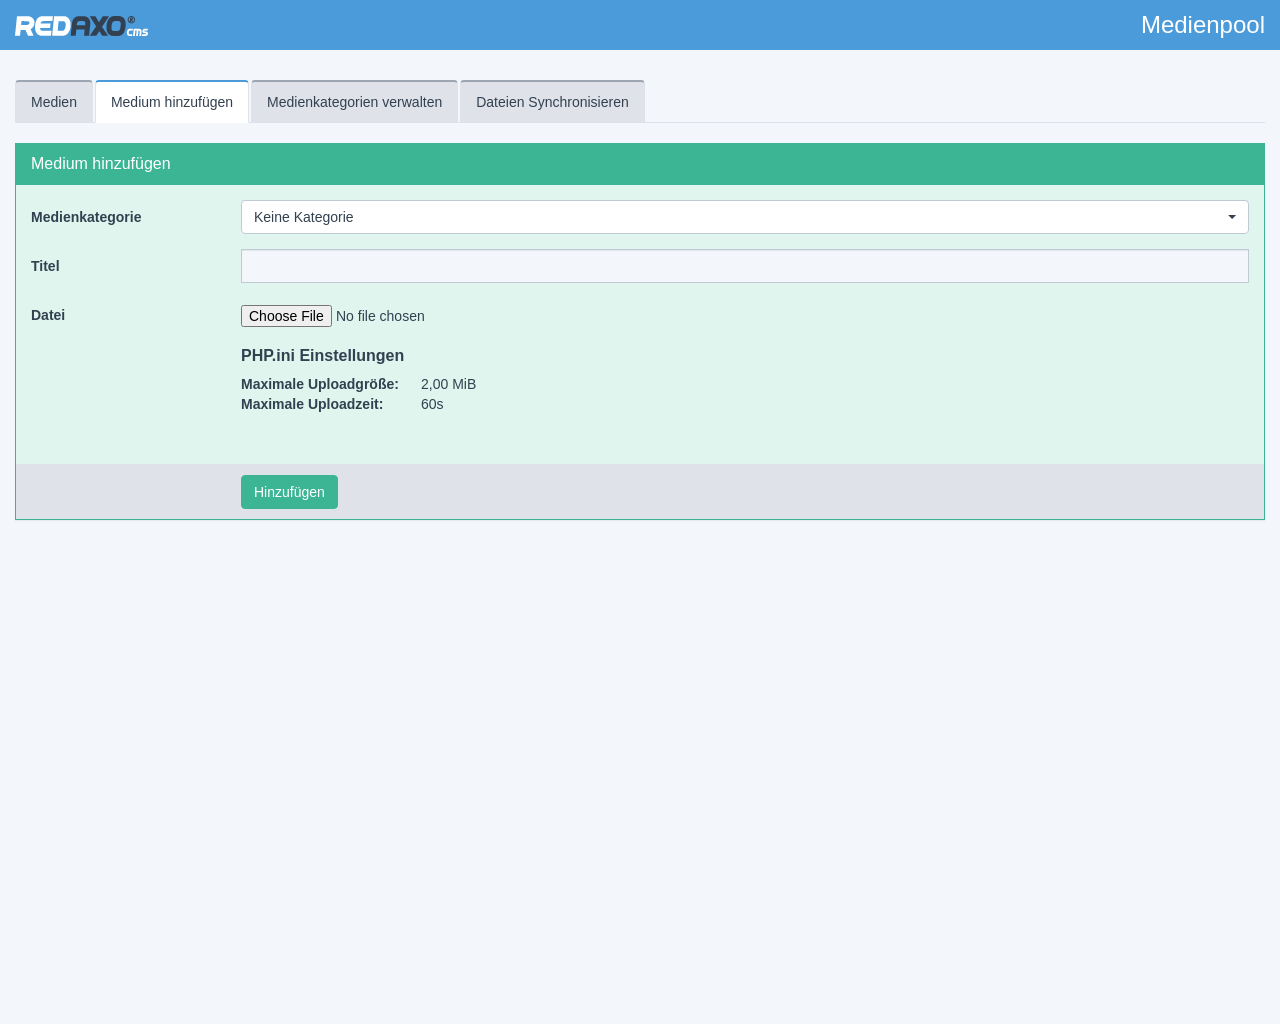 REDAXO® cms
Medienpool
Medien
Medium hinzufügen
Medienkategorien verwalten
Dateien Synchronisieren
Medium hinzufügen
Medienkategorie
Keine Kategorie
Titel
Datei
Choose File No file chosen
PHP.ini Einstellungen
Maximale Uploadgröße: 2,00 MiB
Maximale Uploadzeit: 60s
Hinzufügen